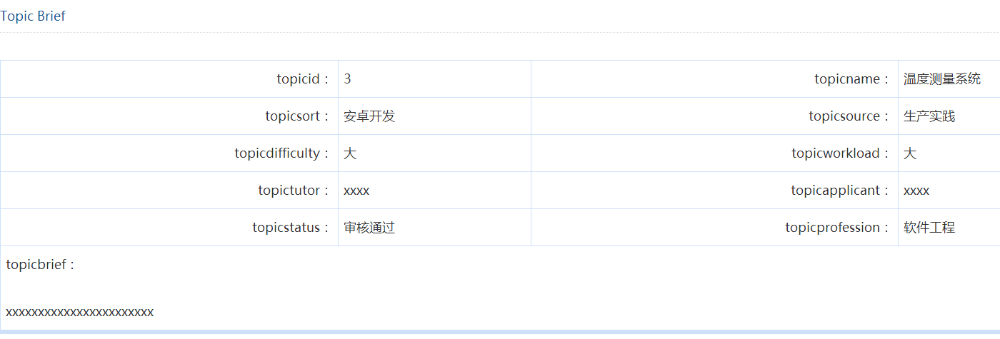 Topic Brief
topicid： 3 topicname： 温度测量系统
topicsort： 安卓开发 topicsource： 生产实践
topicdifficulty： 大 topicworkload： 大
topictutor： xxxx topicapplicant： xxxx
topicstatus： 审核通过 topicprofession： 软件工程
topicbrief：
xxxxxxxxxxxxxxxxxxxxxxx